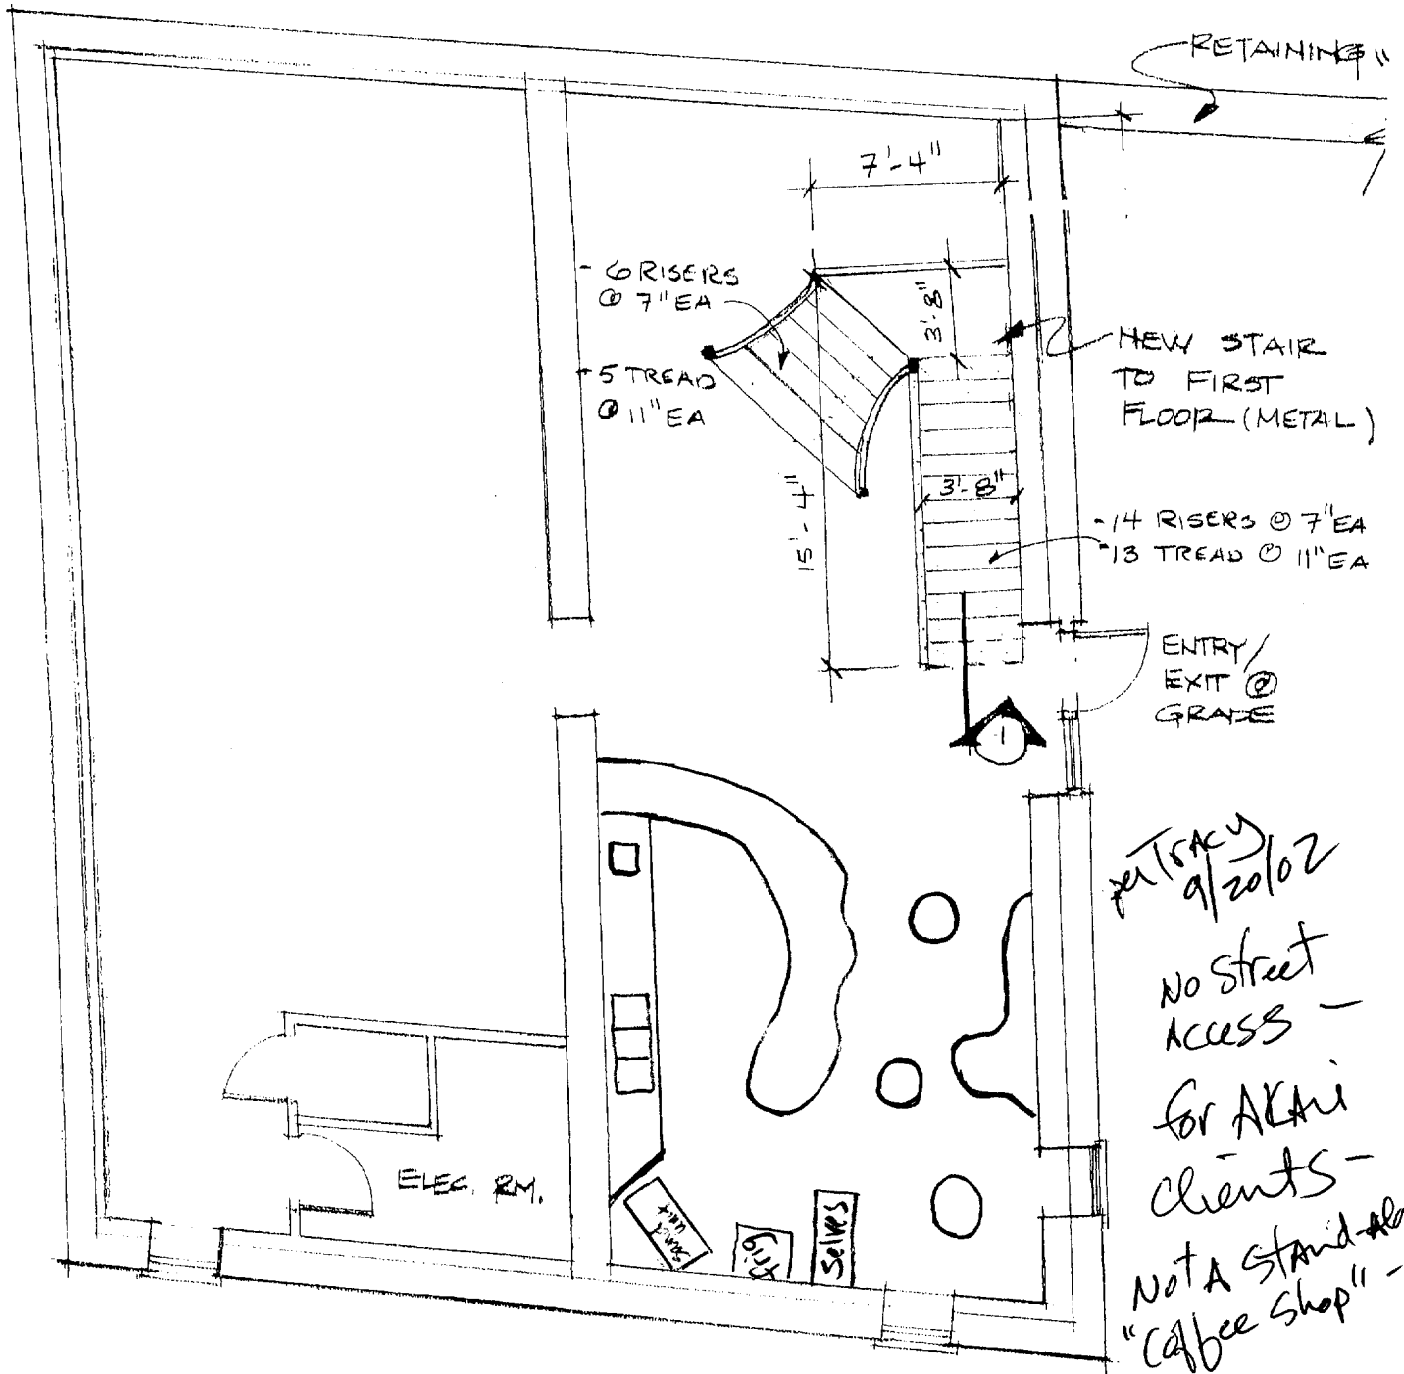 RETAINING "
7'-4"
- 6 RISERS
@ 7" EA
3'-8"
NEW STAIR
TO FIRST
FLOOR (METAL)
- 5 TREAD
@ 11" EA
15'-4"
3'-8"
- 14 RISERS @ 7" EA
- 13 TREAD @ 11" EA
ENTRY/
EXIT @
GRADE
1
per Tracy
9/20/02
No Street
Access -
for AKAri
Clients -
Not A Stand-Alo
"Coffee Shop" -
ELEC. RM.
unit
Selves